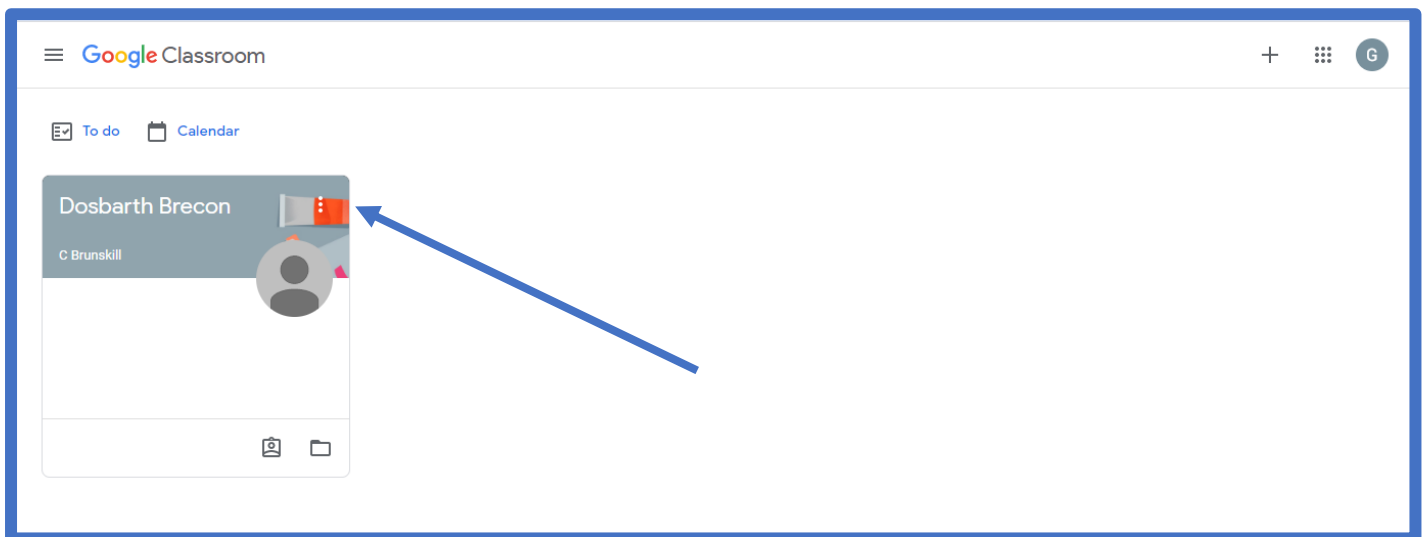 Google Classroom
G
To do Calendar
Dosbarth Brecon
C Brunskill